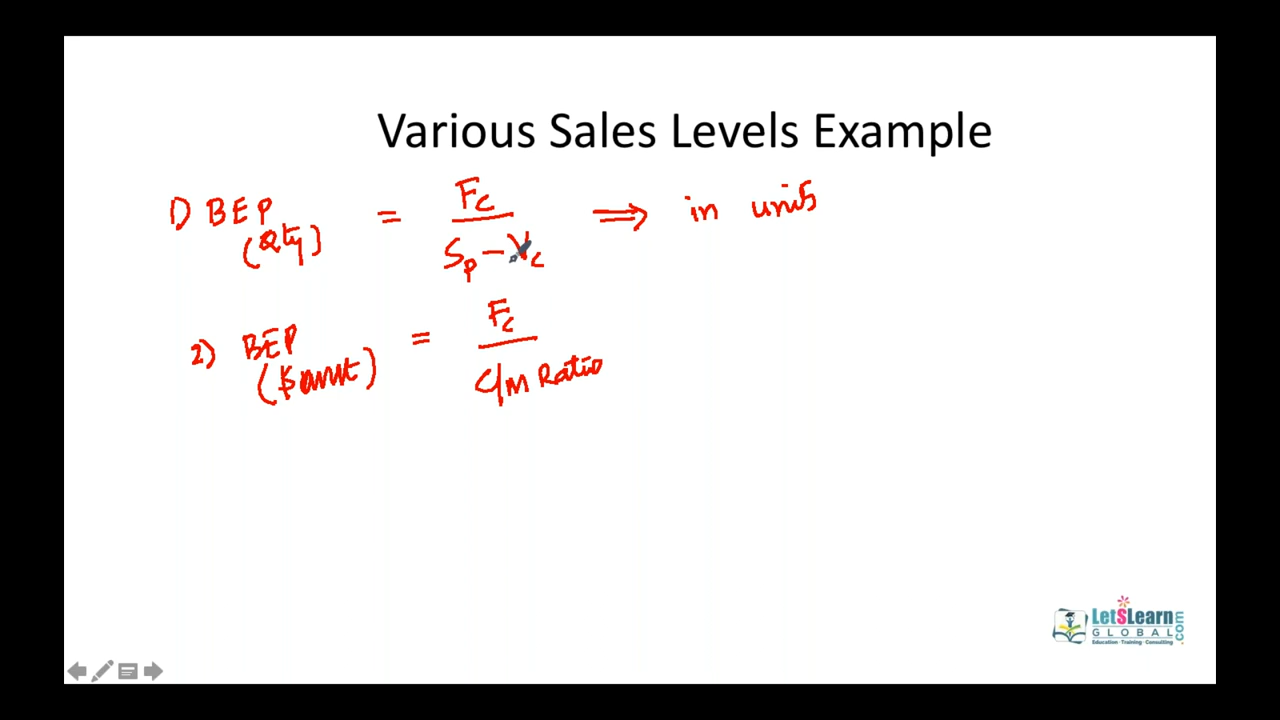 Various Sales Levels Example
1) BEP (Qty) = Fc / Sp - Vc ⇒ in units
2) BEP ($ amt) = Fc / C/M Ratio
LetSLearn .com
GLOBAL
Education Training Consulting